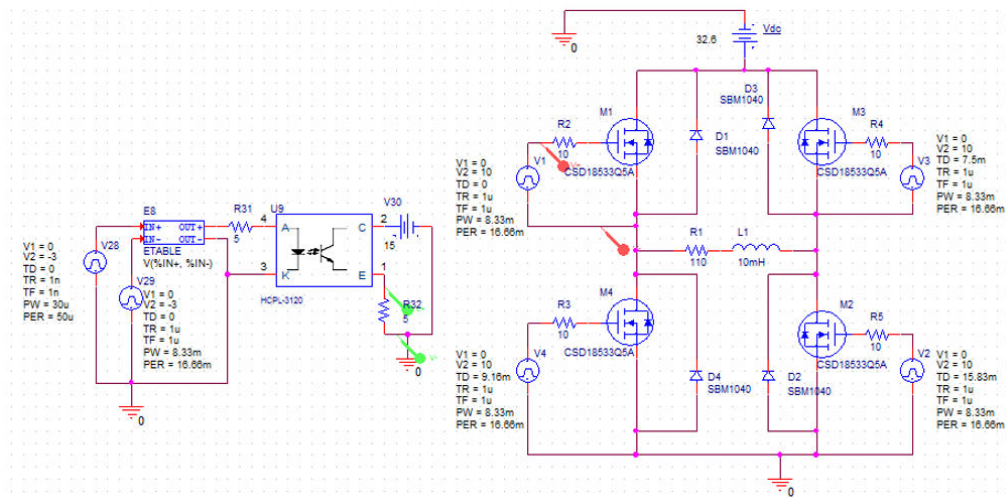 Vdc
32.6
0
D3
SBM1040
M1
M3
R2
R4
10
10
D1
SBM1040
V1 = 0
V2 = 10
TD = 0
TR = 1u
TF = 1u
PW = 8.33m
PER = 16.66m
V1
CSD18533Q5A
CSD18533Q5A
V3
V1 = 0
V2 = 10
TD = 7.5m
TR = 1u
TF = 1u
PW = 8.33m
PER = 16.66m
E8
IN+ OUT+
IN- OUT-
ETABLE
V(%IN+, %IN-)
R31
5
U9
4
A
C
2
V30
15
3
K
E
1
HCPL-3120
R32
5
0
V1 = 0
V2 = -3
TD = 0
TR = 1n
TF = 1n
PW = 30u
PER = 50u
V28
V29
V1 = 0
V2 = -3
TD = 0
TR = 1u
TF = 1u
PW = 8.33m
PER = 16.66m
0
R1
110
L1
10mH
M4
M2
R3
10
R5
10
CSD18533Q5A
CSD18533Q5A
V4
V1 = 0
V2 = 10
TD = 9.16m
TR = 1u
TF = 1u
PW = 8.33m
PER = 16.66m
D4
SBM1040
D2
SBM1040
V2
V1 = 0
V2 = 10
TD = 15.83m
TR = 1u
TF = 1u
PW = 8.33m
PER = 16.66m
0